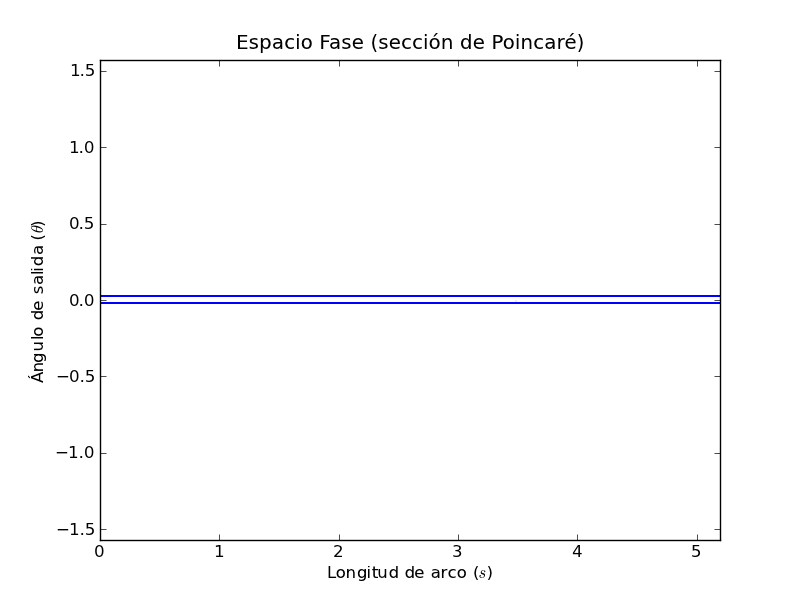 Espacio Fase (sección de Poincaré)
1.5
1.0
0.5
0.0
−0.5
−1.0
−1.5
Ángulo de salida (θ)
0 1 2 3 4 5
Longitud de arco (s)